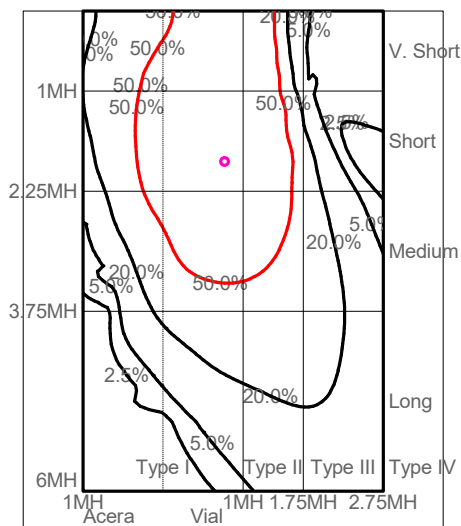 50.0% 20.0% 5.0%
0%
0%
50.0%
V. Short
50.0%
50.0%
50.0%
1MH
2.5%
Short
2.25MH
5.0%
20.0%
Medium
20.0%
5.0%
50.0%
3.75MH
2.5%
20.0%
Long
5.0%
Type I Type II Type III Type IV
6MH
1MH 1MH 1.75MH 2.75MH
Acera Vial